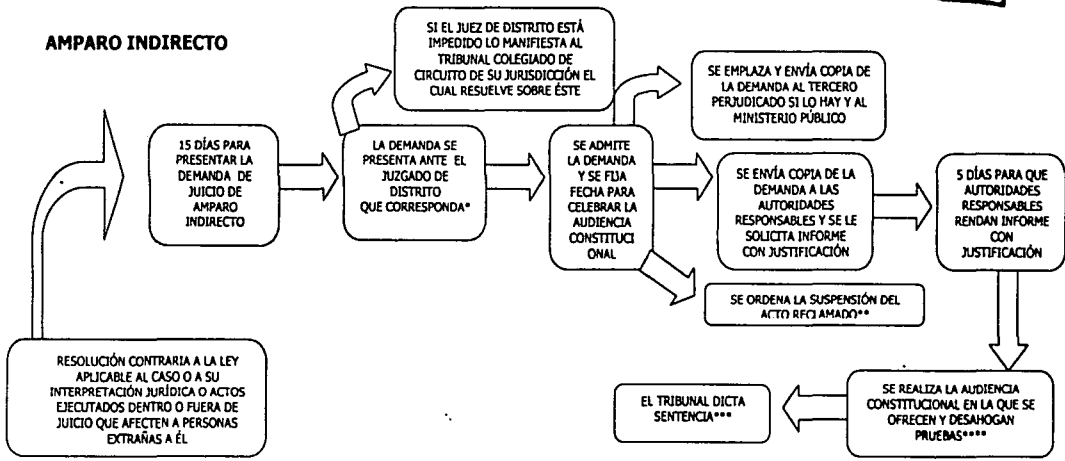 AMPARO INDIRECTO
SI EL JUEZ DE DISTRITO ESTÁ
IMPEDIDO LO MANIFIESTA AL
TRIBUNAL COLEGIADO DE
CIRCUITO DE SU JURISDICCIÓN EL
CUAL RESUELVE SOBRE ÉSTE
SE EMPLAZA Y ENVÍA COPIA DE
LA DEMANDA AL TERCERO
PERJUDICADO SI LO HAY Y AL
MINISTERIO PÚBLICO
15 DÍAS PARA
PRESENTAR LA
DEMANDA DE
JUICIO DE
AMPARO
INDIRECTO
LA DEMANDA SE
PRESENTA ANTE EL
JUZGADO DE
DISTRITO
QUE CORRESPONDA*
SE ADMITE
LA DEMANDA
Y SE FIJA
FECHA PARA
CELEBRAR LA
AUDIENCIA
CONSTITUCI
ONAL
SE ENVÍA COPIA DE LA
DEMANDA A LAS
AUTORIDADES
RESPONSABLES Y SE LE
SOLICITA INFORME
CON JUSTIFICACIÓN
5 DÍAS PARA QUE
AUTORIDADES
RESPONSABLES
RENDAN INFORME
CON
JUSTIFICACIÓN
SE ORDENA LA SUSPENSIÓN DEL
ACTO RECLAMADO**
RESOLUCIÓN CONTRARIA A LA LEY
APLICABLE AL CASO O A SU
INTERPRETACIÓN JURÍDICA O ACTOS
EJECUTADOS DENTRO O FUERA DE
JUICIO QUE AFECTEN A PERSONAS
EXTRAÑAS A ÉL
EL TRIBUNAL DICTA
SENTENCIA***
SE REALIZA LA AUDIENCIA
CONSTITUCIONAL EN LA QUE SE
OFRECEN Y DESAHOGAN
PRUEBAS****